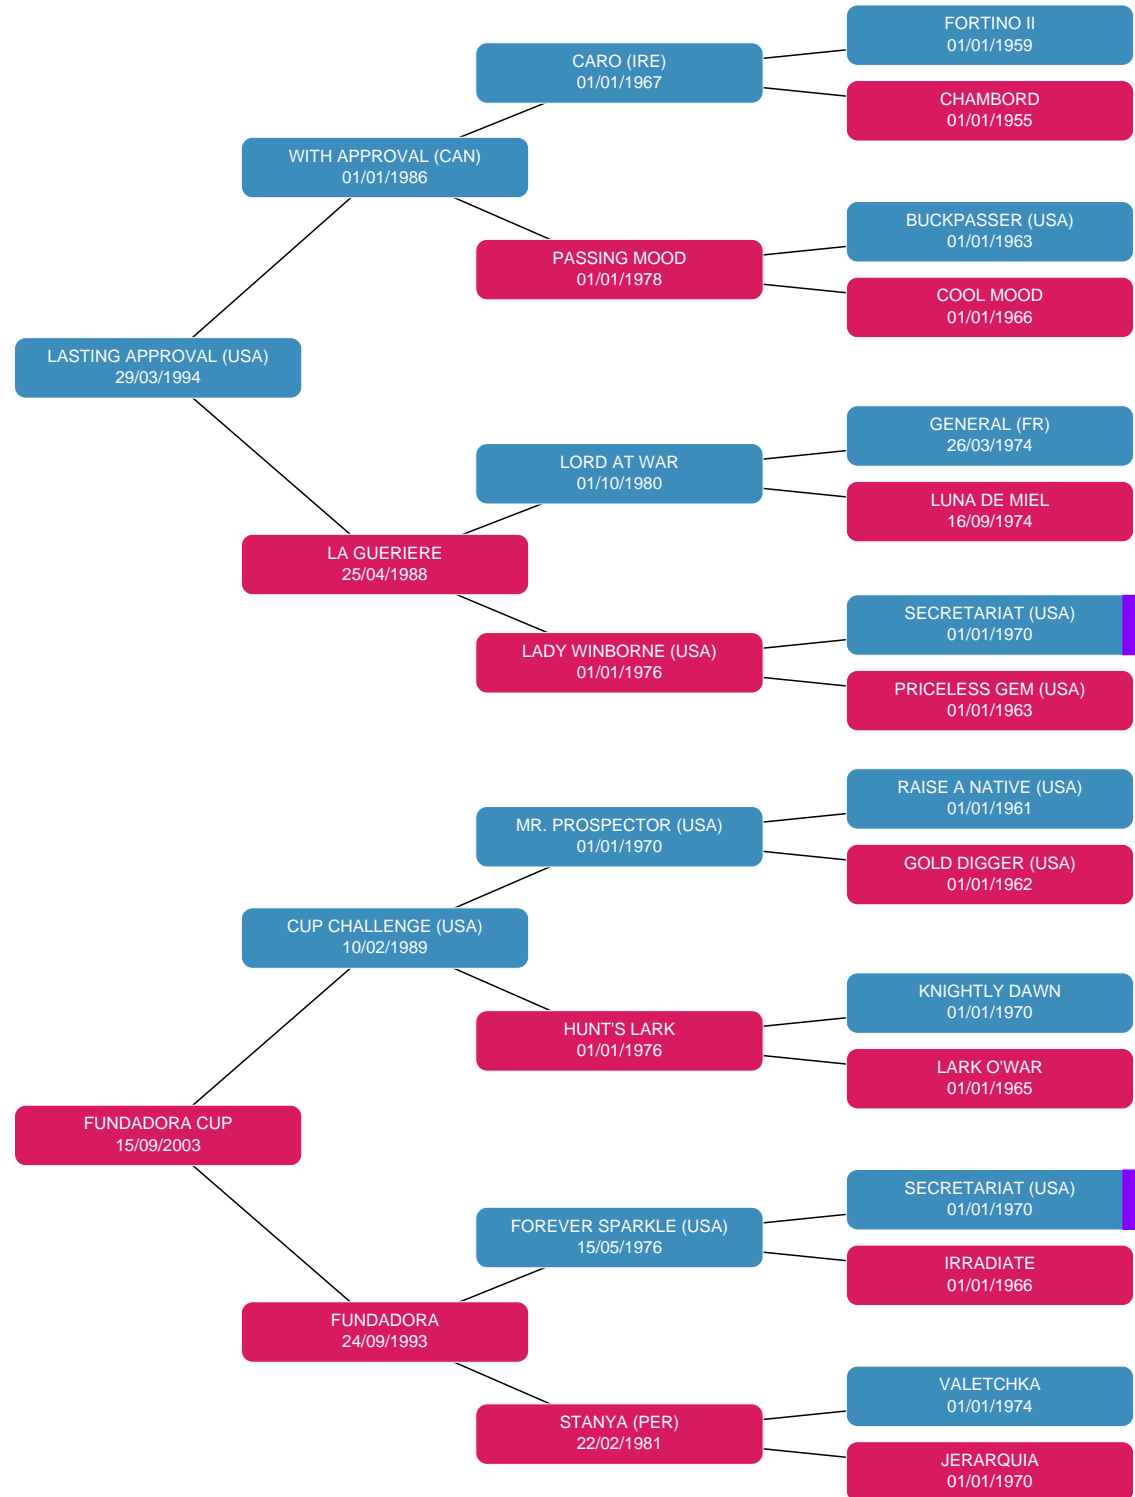 FORTINO II
01/01/1959
CARO (IRE)
01/01/1967
CHAMBORD
01/01/1955
WITH APPROVAL (CAN)
01/01/1986
BUCKPASSER (USA)
01/01/1963
PASSING MOOD
01/01/1978
COOL MOOD
01/01/1966
LASTING APPROVAL (USA)
29/03/1994
GENERAL (FR)
26/03/1974
LORD AT WAR
01/10/1980
LUNA DE MIEL
16/09/1974
LA GUERIERE
25/04/1988
SECRETARIAT (USA)
01/01/1970
LADY WINBORNE (USA)
01/01/1976
PRICELESS GEM (USA)
01/01/1963
RAISE A NATIVE (USA)
01/01/1961
MR. PROSPECTOR (USA)
01/01/1970
GOLD DIGGER (USA)
01/01/1962
CUP CHALLENGE (USA)
10/02/1989
KNIGHTLY DAWN
01/01/1970
HUNT'S LARK
01/01/1976
LARK O'WAR
01/01/1965
FUNDADORA CUP
15/09/2003
SECRETARIAT (USA)
01/01/1970
FOREVER SPARKLE (USA)
15/05/1976
IRRADIATE
01/01/1966
FUNDADORA
24/09/1993
VALETCHKA
01/01/1974
STANYA (PER)
22/02/1981
JERARQUIA
01/01/1970